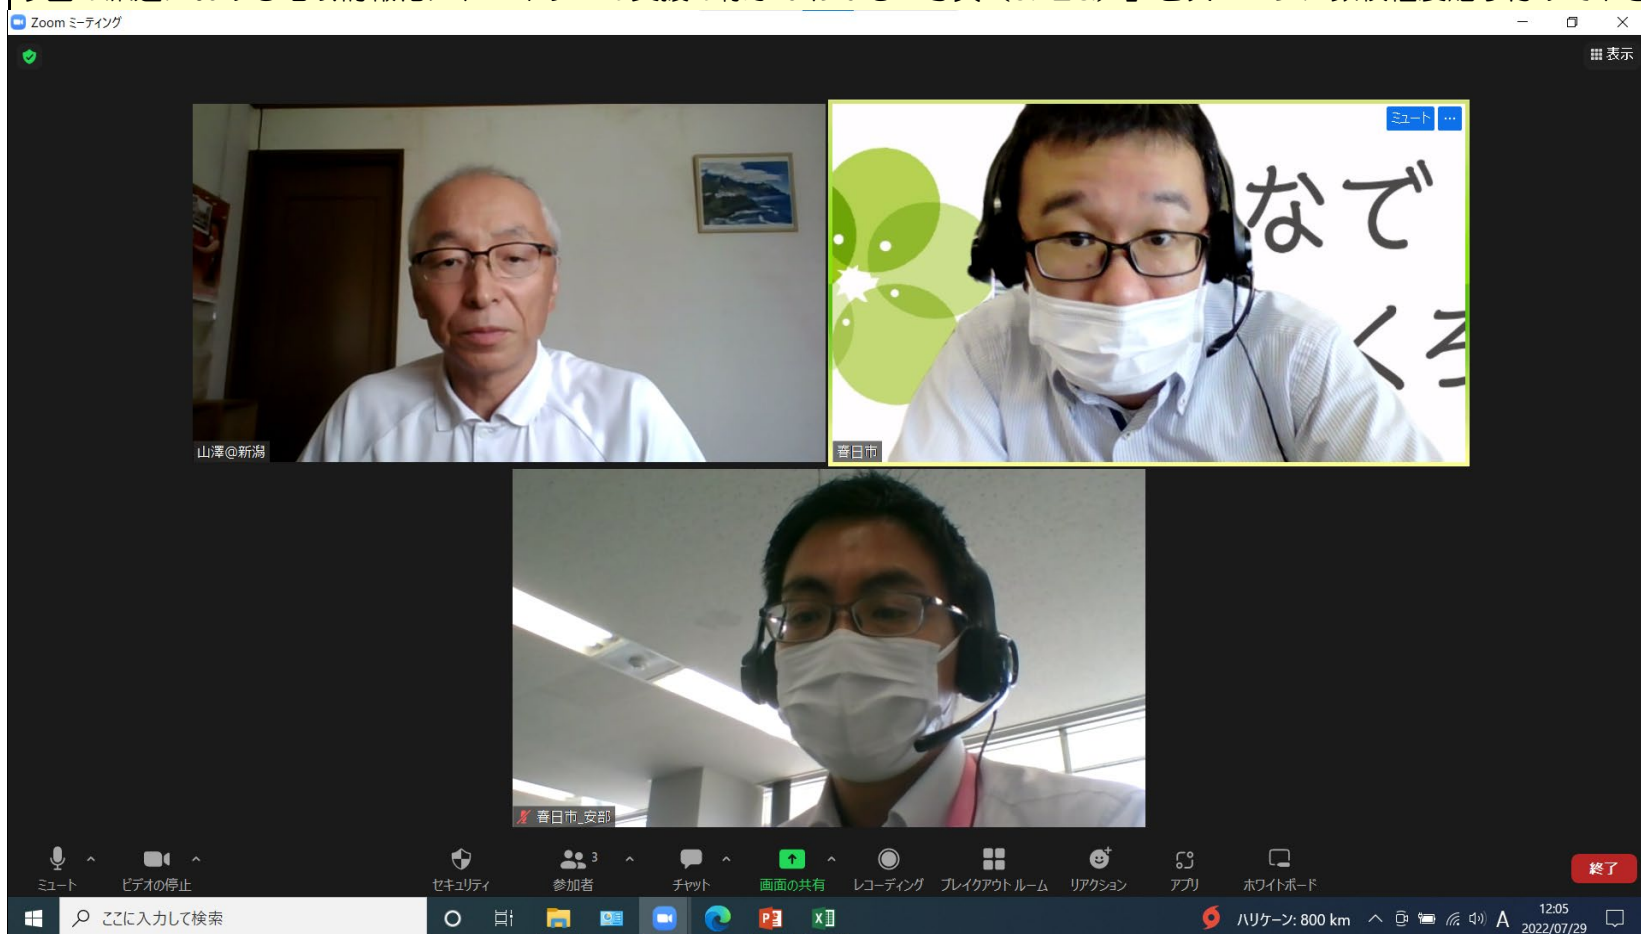 Zoom ミーティング
表示
ミュート
…
なで
くろ
山澤@新潟
春日市
春日市_安部
ミュート
ビデオの停止
セキュリティ
3
参加者
チャット
画面の共有
レコーディング
ブレイクアウト ルーム
リアクション
アプリ
ホワイトボード
終了
ここに入力して検索
ハリケーン: 800 km
A
12:05
2022/07/29